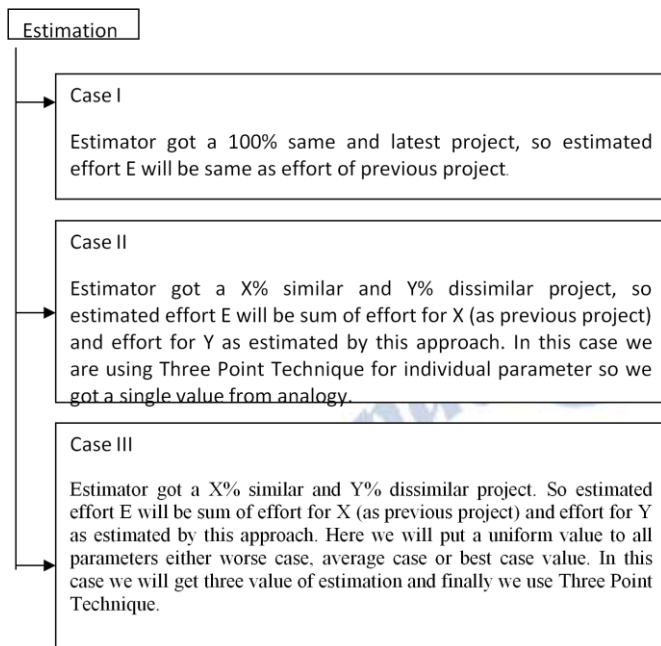 Estimation
Case I
Estimator got a 100% same and latest project, so estimated
effort E will be same as effort of previous project.
Case II
Estimator got a X% similar and Y% dissimilar project, so
estimated effort E will be sum of effort for X (as previous project)
and effort for Y as estimated by this approach. In this case we
are using Three Point Technique for individual parameter so we
got a single value from analogy.
Case III
Estimator got a X% similar and Y% dissimilar project. So estimated
effort E will be sum of effort for X (as previous project) and effort for Y
as estimated by this approach. Here we will put a uniform value to all
parameters either worse case, average case or best case value. In this
case we will get three value of estimation and finally we use Three Point
Technique.